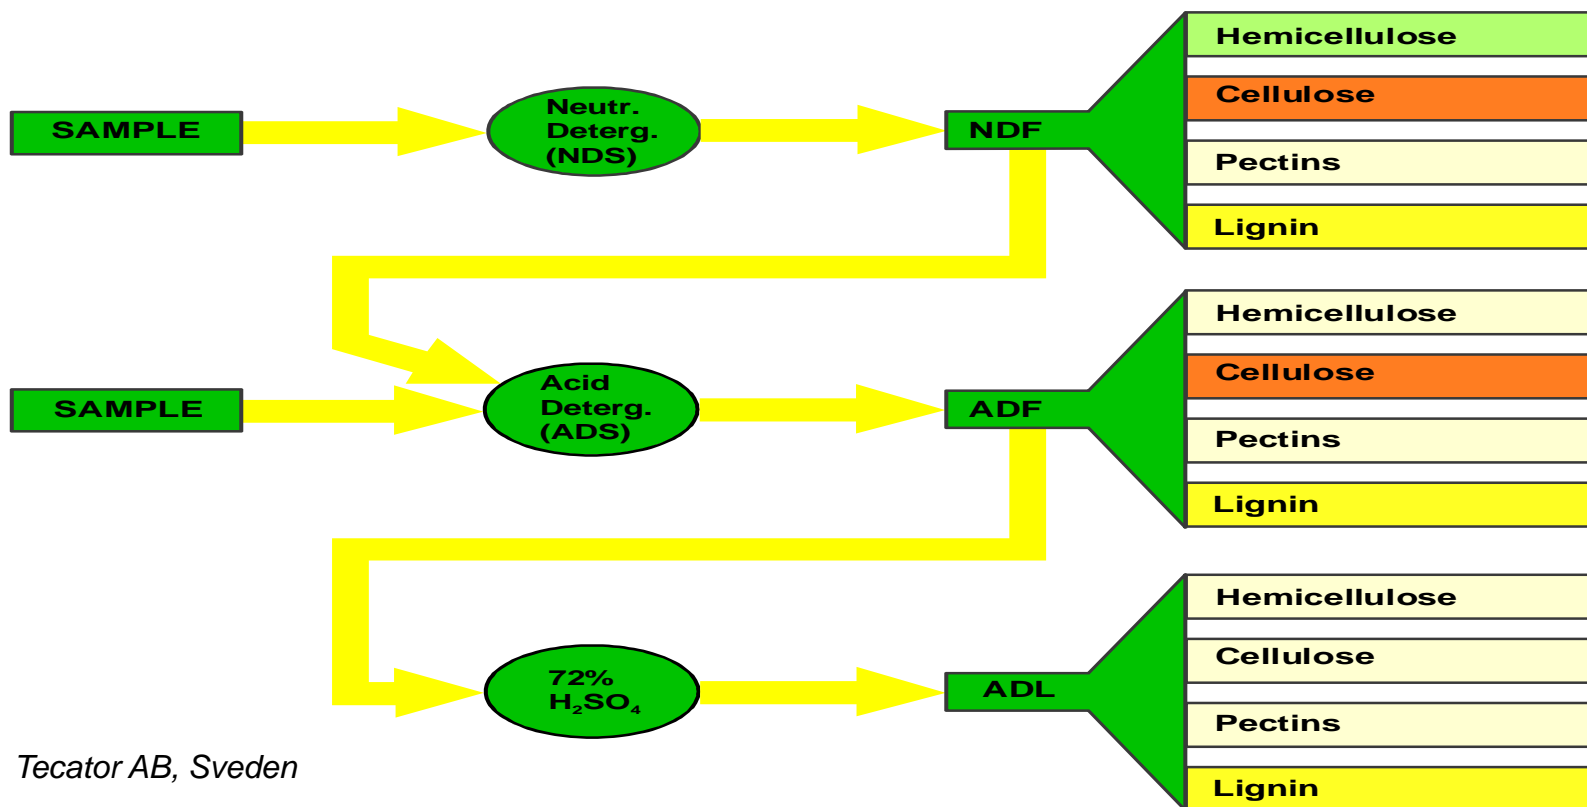 SAMPLE
Neutr.
Deterg.
(NDS)
NDF
Hemicellulose
Cellulose
Pectins
Lignin
SAMPLE
Acid
Deterg.
(ADS)
ADF
Hemicellulose
Cellulose
Pectins
Lignin
72%
H₂SO₄
ADL
Hemicellulose
Cellulose
Pectins
Lignin
Tecator AB, Sveden